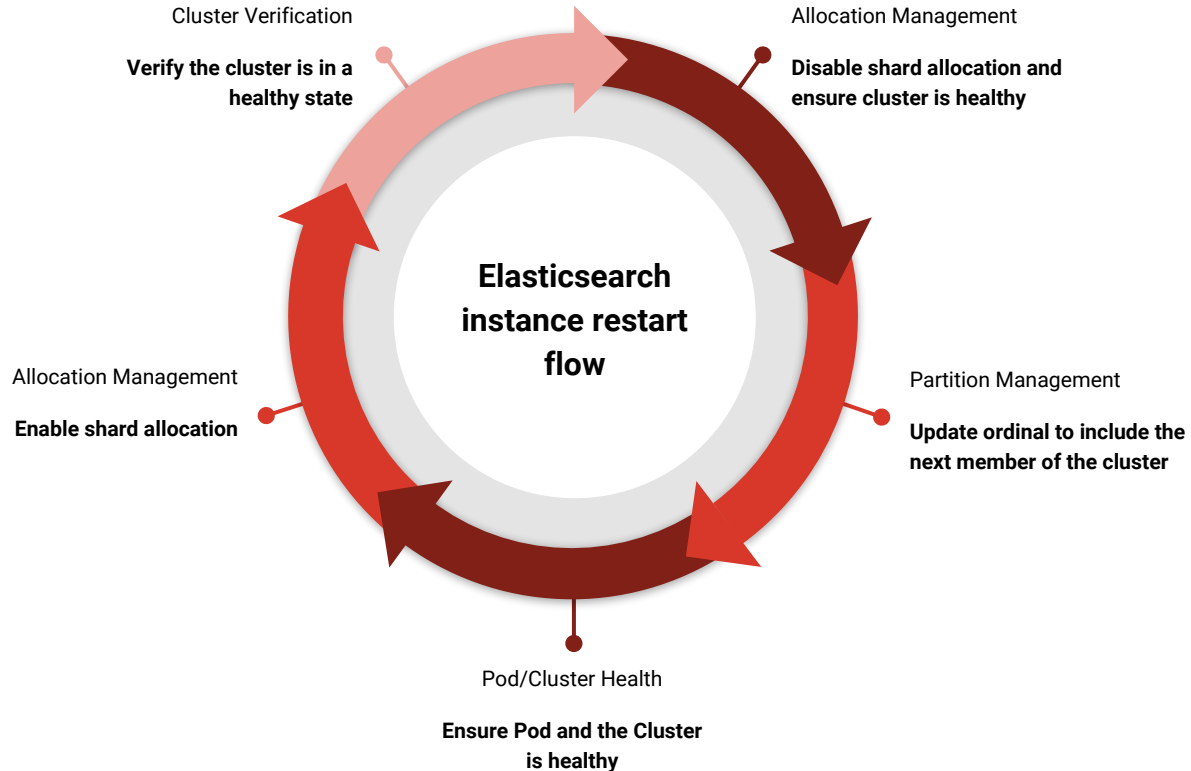 Cluster Verification
Verify the cluster is in a
healthy state
Allocation Management
Disable shard allocation and
ensure cluster is healthy
Elasticsearch
instance restart
flow
Partition Management
Update ordinal to include the
next member of the cluster
Pod/Cluster Health
Ensure Pod and the Cluster
is healthy
Allocation Management
Enable shard allocation